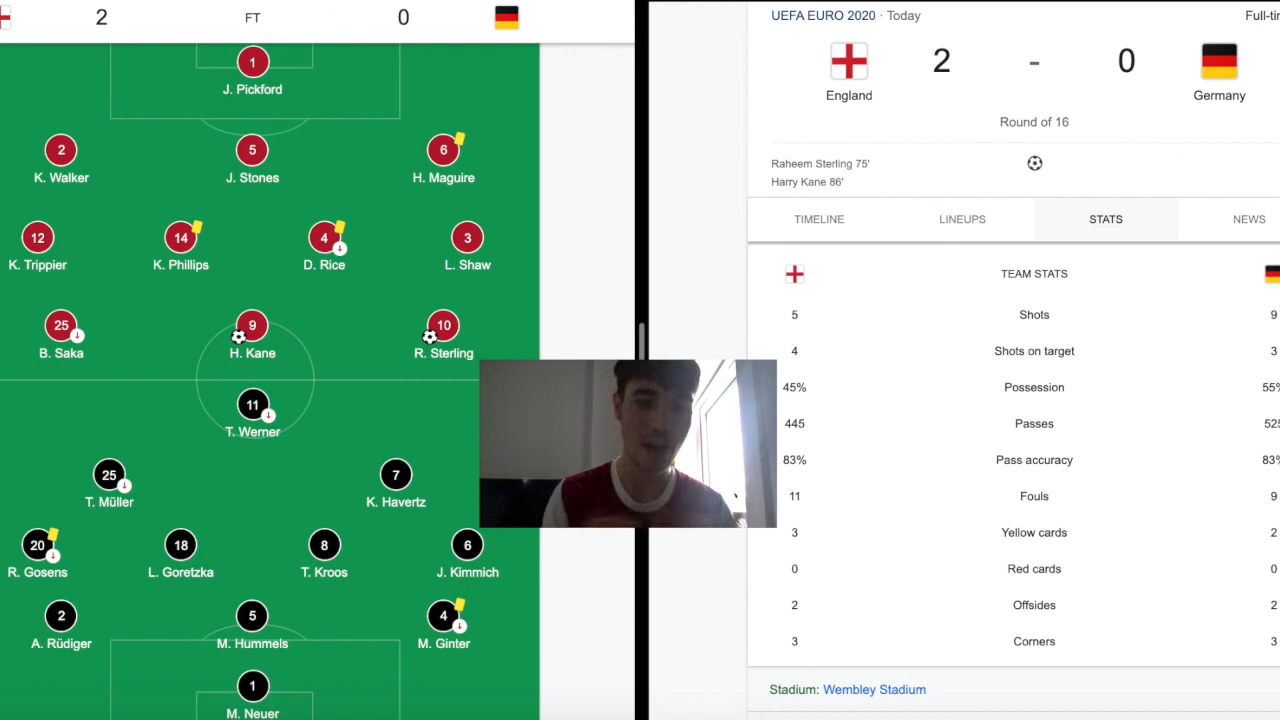 2 FT 0
1
J. Pickford
2 5 6
K. Walker J. Stones H. Maguire
12 14 4 3
K. Trippier K. Phillips D. Rice L. Shaw
25 9 10
B. Saka H. Kane R. Sterling
11
T. Werner
25 7
T. Müller K. Havertz
20 18 8 6
R. Gosens L. Goretzka T. Kroos J. Kimmich
2 5 4
A. Rüdiger M. Hummels M. Ginter
1
M. Neuer
UEFA EURO 2020 · Today Full-tir
2 - 0
England Germany
Round of 16
Raheem Sterling 75'
Harry Kane 86'
TIMELINE LINEUPS STATS NEWS
TEAM STATS
5 Shots 9
4 Shots on target 3
45% Possession 55%
445 Passes 525
83% Pass accuracy 83%
11 Fouls 9
3 Yellow cards 2
0 Red cards 0
2 Offsides 2
3 Corners 3
Stadium: Wembley Stadium